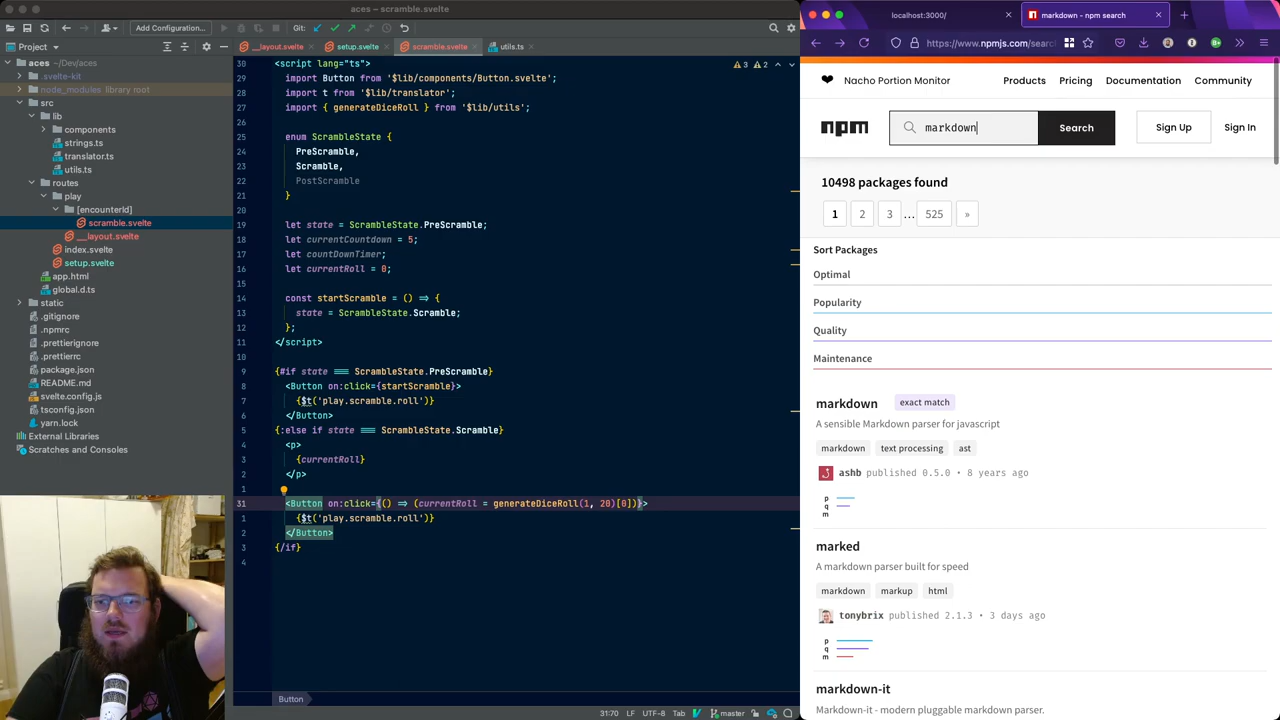 aces – scramble.svelte
Add Configuration...
Git:
Project
__layout.svelte
setup.svelte
scramble.svelte
utils.ts
aces ~/Dev/aces
.svelte-kit
node_modules library root
src
lib
components
strings.ts
translator.ts
utils.ts
routes
play
[encounterId]
scramble.svelte
__layout.svelte
index.svelte
setup.svelte
app.html
global.d.ts
static
.gitignore
.npmrc
.prettierignore
.prettierrc
package.json
README.md
svelte.config.js
tsconfig.json
yarn.lock
External Libraries
Scratches and Consoles
3 2
30 <script lang="ts">
29 import Button from '$lib/components/Button.svelte';
28 import t from '$lib/translator';
27 import { generateDiceRoll } from '$lib/utils';
26
25 enum ScrambleState {
24 PreScramble,
23 Scramble,
22 PostScramble
21 }
20
19 let state = ScrambleState.PreScramble;
18 let currentCountdown = 5;
17 let countDownTimer;
16 let currentRoll = 0;
15
14 const startScramble = () => {
13 state = ScrambleState.Scramble;
12 };
11 </script>
10
9 {#if state === ScrambleState.PreScramble}
8 <Button on:click={startScramble}>
7 {$t('play.scramble.roll')}
6 </Button>
5 {:else if state === ScrambleState.Scramble}
4 <p>
3 {currentRoll}
2 </p>
1
31 <Button on:click={() => (currentRoll = generateDiceRoll(1, 20)[0])}>
1 {$t('play.scramble.roll')}
2 </Button>
3 {/if}
4
Button
31:70 LF UTF-8 Tab master
localhost:3000/
markdown - npm search
https://www.npmjs.com/searc
Nacho Portion Monitor
Products Pricing Documentation Community
npm
markdown
Search
Sign Up
Sign In
10498 packages found
1 2 3 ... 525 »
Sort Packages
Optimal
Popularity
Quality
Maintenance
markdown exact match
A sensible Markdown parser for javascript
markdown text processing ast
ashb published 0.5.0 • 8 years ago
p
q
m
marked
A markdown parser built for speed
markdown markup html
tonybrix published 2.1.3 • 3 days ago
p
q
m
markdown-it
Markdown-it - modern pluggable markdown parser.